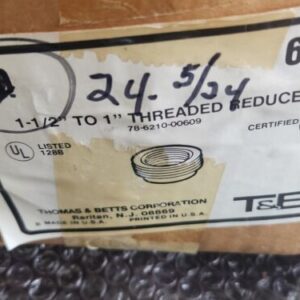 24-5/24
1-1/2" TO 1" THREADED REDUCE
78-6210-00609
CERTIFIED
UL LISTED
128B
THOMAS & BETTS CORPORATION
Raritan, N.J. 08869
MADE IN U.S.A. PRINTED IN U.S.A.
T&B
6